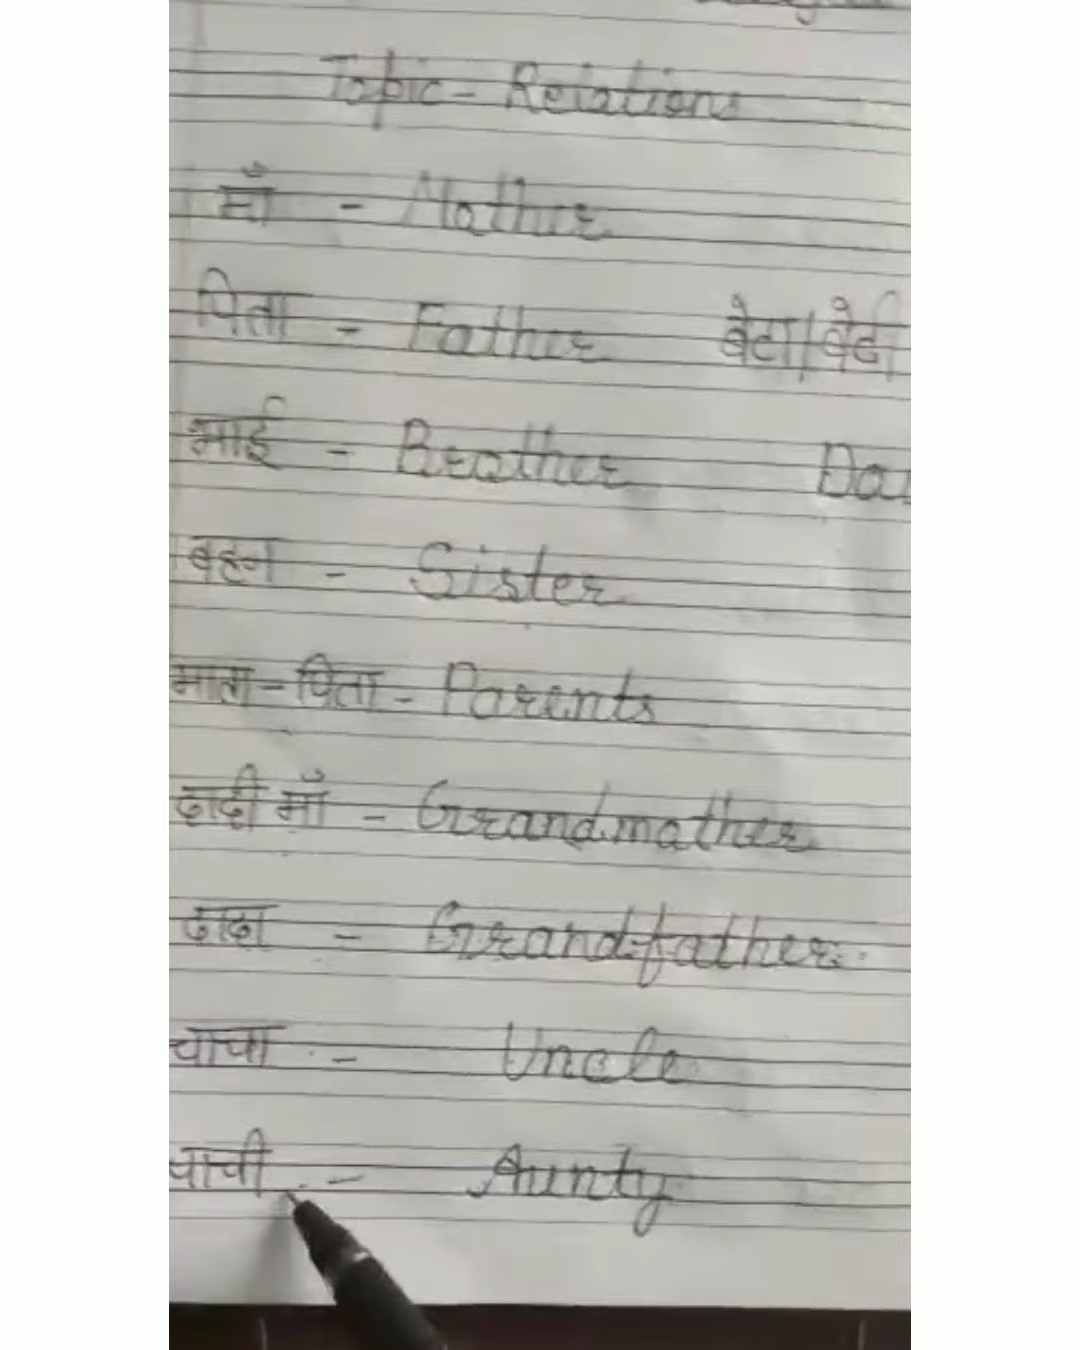 Topic - Relations
माँ - Mother
पिता - Father बेटा/बेटी
भाई - Brother Da
बहन - Sister
माता - पिता - Parents
दादी माँ - Grandmother
दादा - Grandfather
चाचा - Uncle
चाची - Aunty